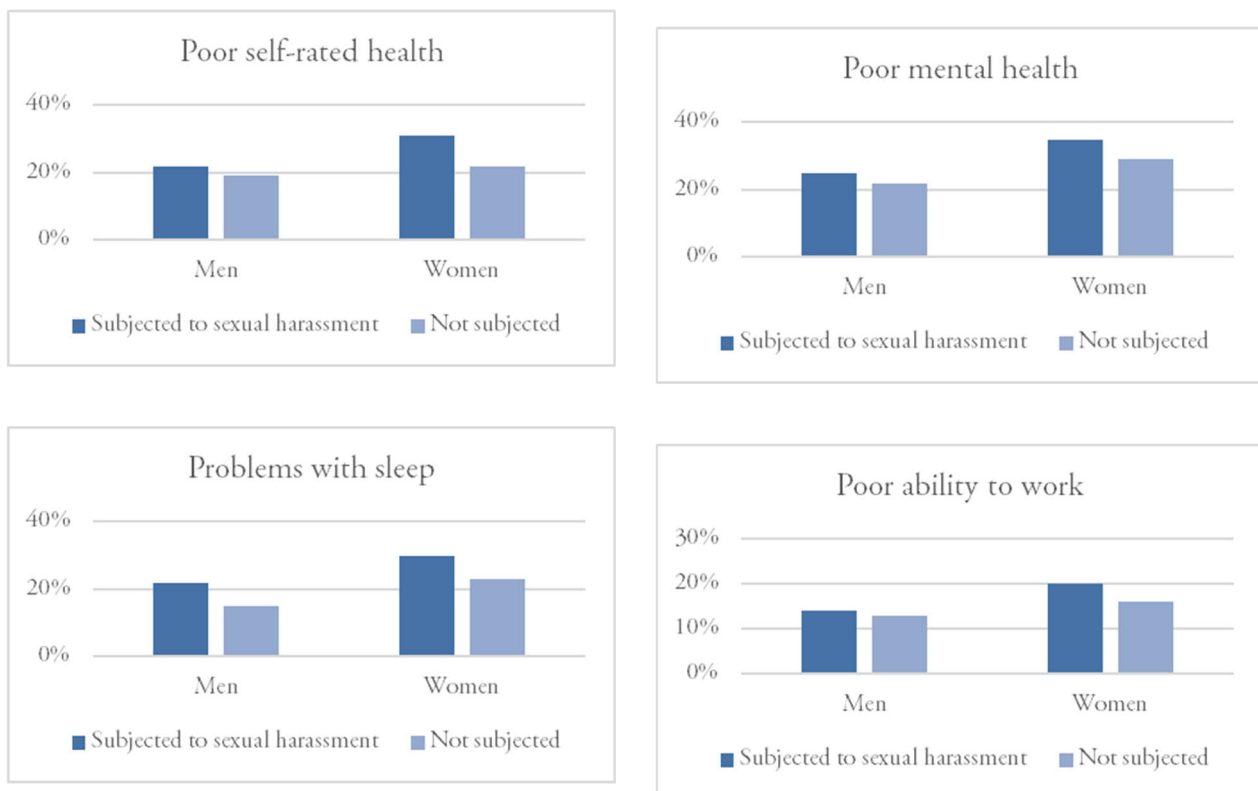 Poor self-rated health
40%
20%
0%
Men Women
Subjected to sexual harassment Not subjected
Poor mental health
40%
20%
0%
Men Women
Subjected to sexual harassment Not subjected
Problems with sleep
40%
20%
0%
Men Women
Subjected to sexual harassment Not subjected
Poor ability to work
30%
20%
10%
0%
Men Women
Subjected to sexual harassment Not subjected